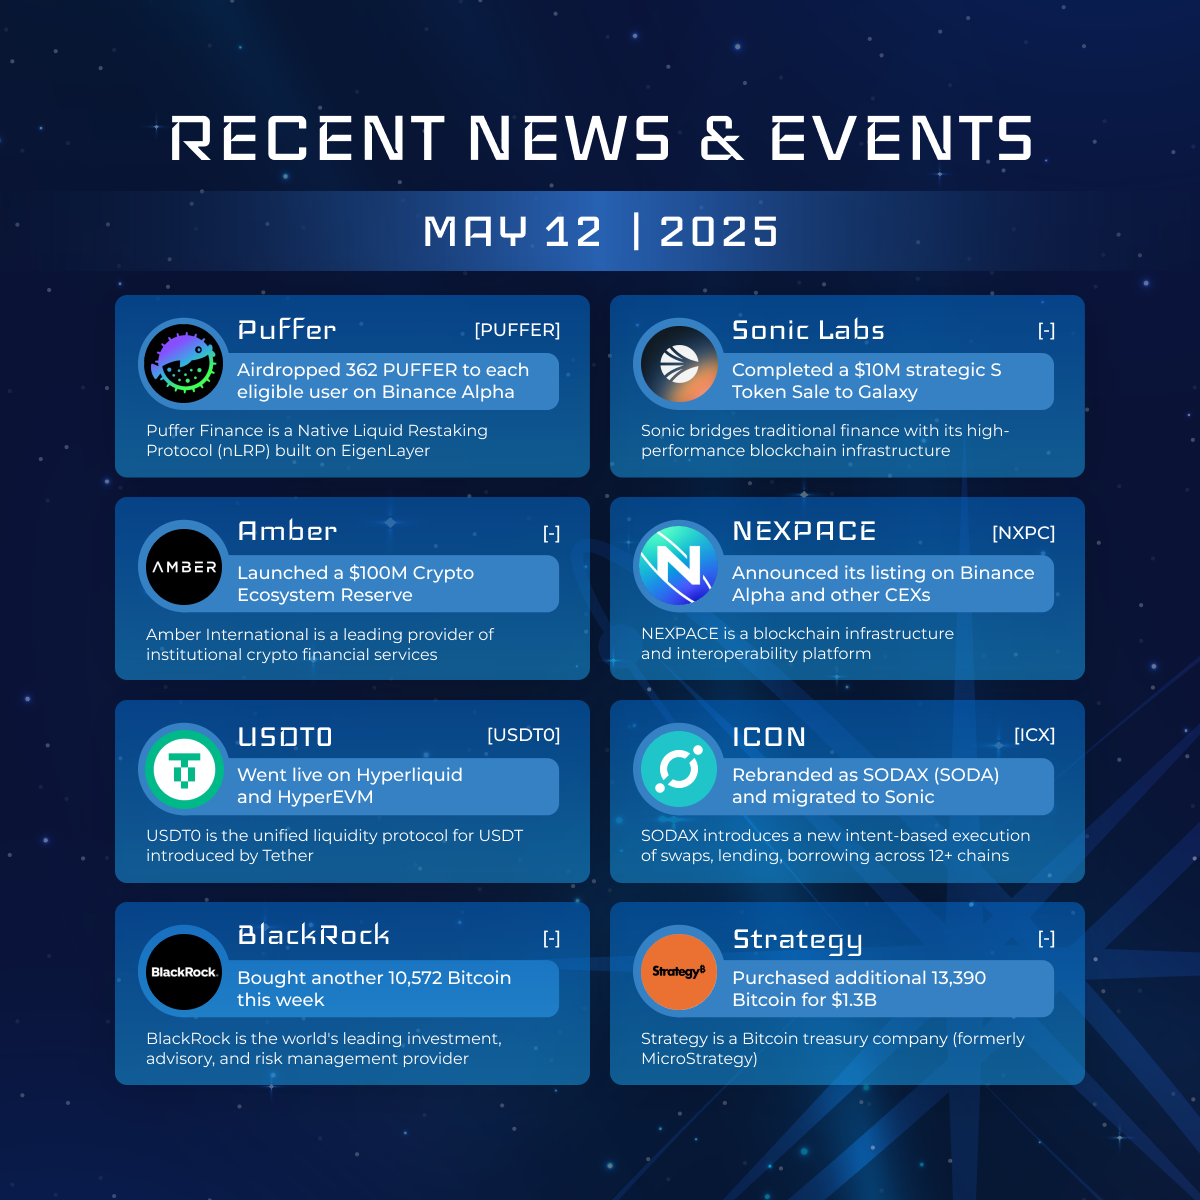 RECENT NEWS & EVENTS
MAY 12 | 2025
Puffer [PUFFER]
Airdropped 362 PUFFER to each
eligible user on Binance Alpha
Puffer Finance is a Native Liquid Restaking
Protocol (nLRP) built on EigenLayer
Sonic Labs [-]
Completed a $10M strategic S
Token Sale to Galaxy
Sonic bridges traditional finance with its high-
performance blockchain infrastructure
AMBER
Amber [-]
Launched a $100M Crypto
Ecosystem Reserve
Amber International is a leading provider of
institutional crypto financial services
N
NEXPACE [NXPC]
Announced its listing on Binance
Alpha and other CEXs
NEXPACE is a blockchain infrastructure
and interoperability platform
USDT0 [USDT0]
Went live on Hyperliquid
and HyperEVM
USDT0 is the unified liquidity protocol for USDT
introduced by Tether
ICON [ICX]
Rebranded as SODAX (SODA)
and migrated to Sonic
SODAX introduces a new intent-based execution
of swaps, lending, borrowing across 12+ chains
BlackRock.
BlackRock [-]
Bought another 10,572 Bitcoin
this week
BlackRock is the world's leading investment,
advisory, and risk management provider
StrategyB
Strategy [-]
Purchased additional 13,390
Bitcoin for $1.3B
Strategy is a Bitcoin treasury company (formerly
MicroStrategy)